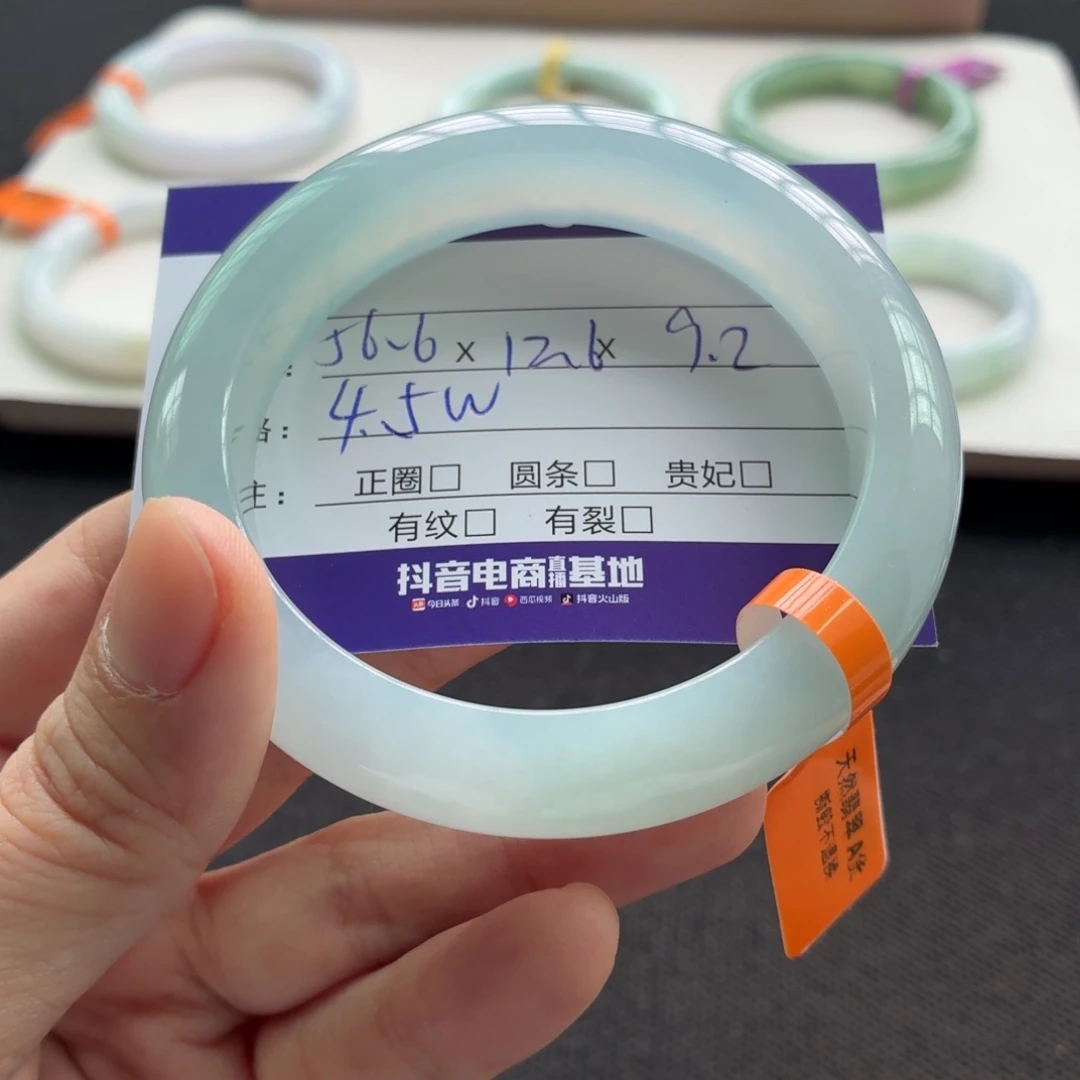 : 56.6 x 12.6 x 9.2
格: 4.5W
主: 正圈□ 圆条□ 贵妃□
有纹□ 有裂□
抖音电商直播基地
今日头条 抖音 西瓜视频 抖音火山版
天然翡翠 A货